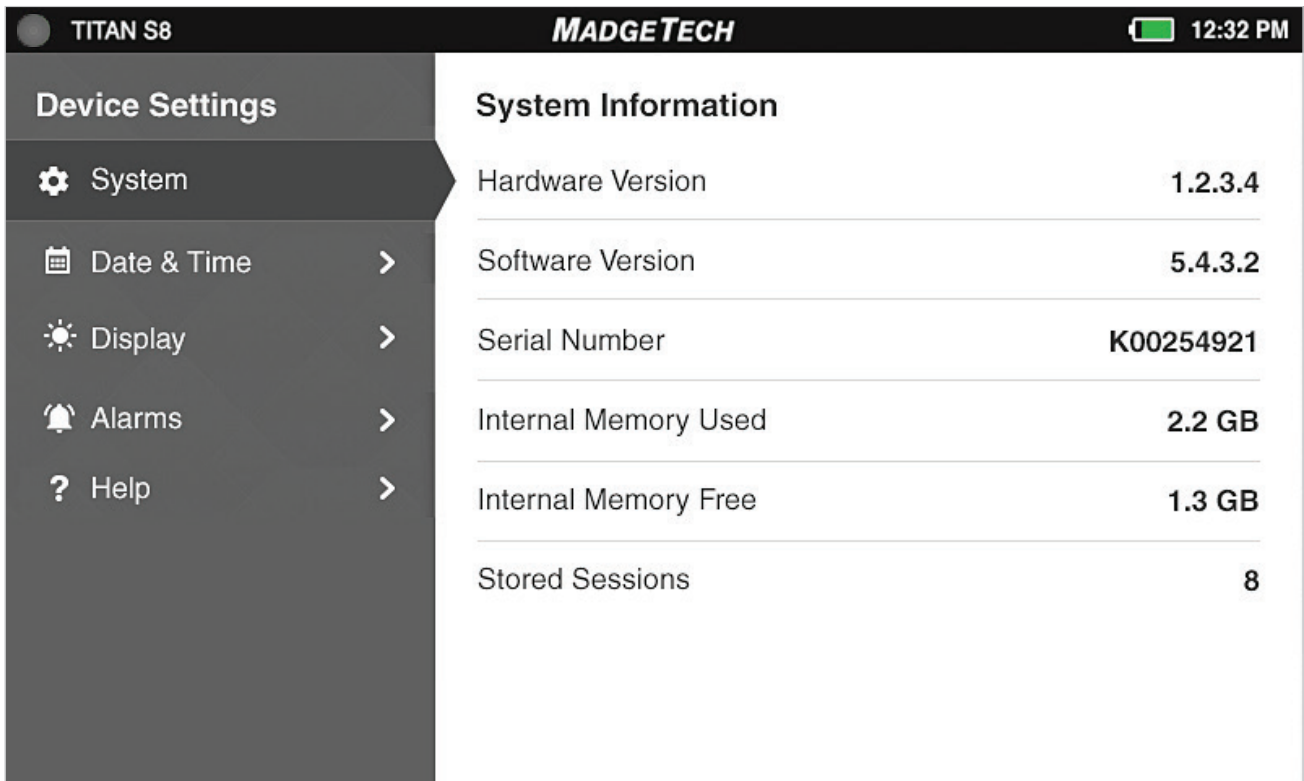 TITAN S8 MADGETECH 12:32 PM
Device Settings
System
Date & Time
Display
Alarms
? Help
System Information
Hardware Version 1.2.3.4
Software Version 5.4.3.2
Serial Number K00254921
Internal Memory Used 2.2 GB
Internal Memory Free 1.3 GB
Stored Sessions 8